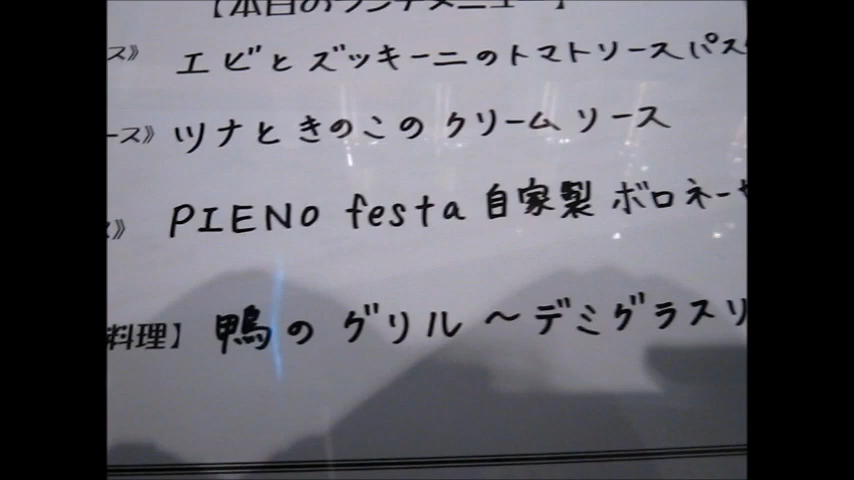 【本日のランチメニュー】
ス》 エビとズッキーニのトマトソースパス
ース》 ツナときのこのクリームソース
ス》 PIENO festa 自家製 ボロネー
料理】 鴨のグリル～デミグラスソ